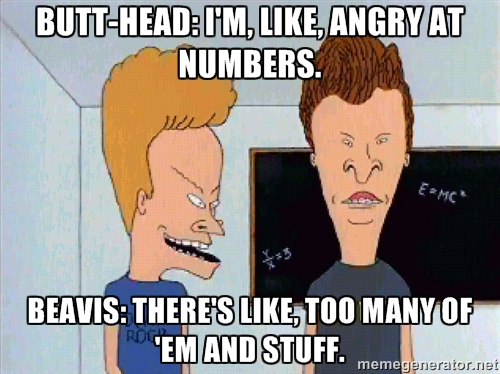 BUTT-HEAD: I'M, LIKE, ANGRY AT
NUMBERS.
E=MC²
Y/X=3
BEAVIS: THERE'S LIKE, TOO MANY OF
'EM AND STUFF.
memegenerator.net